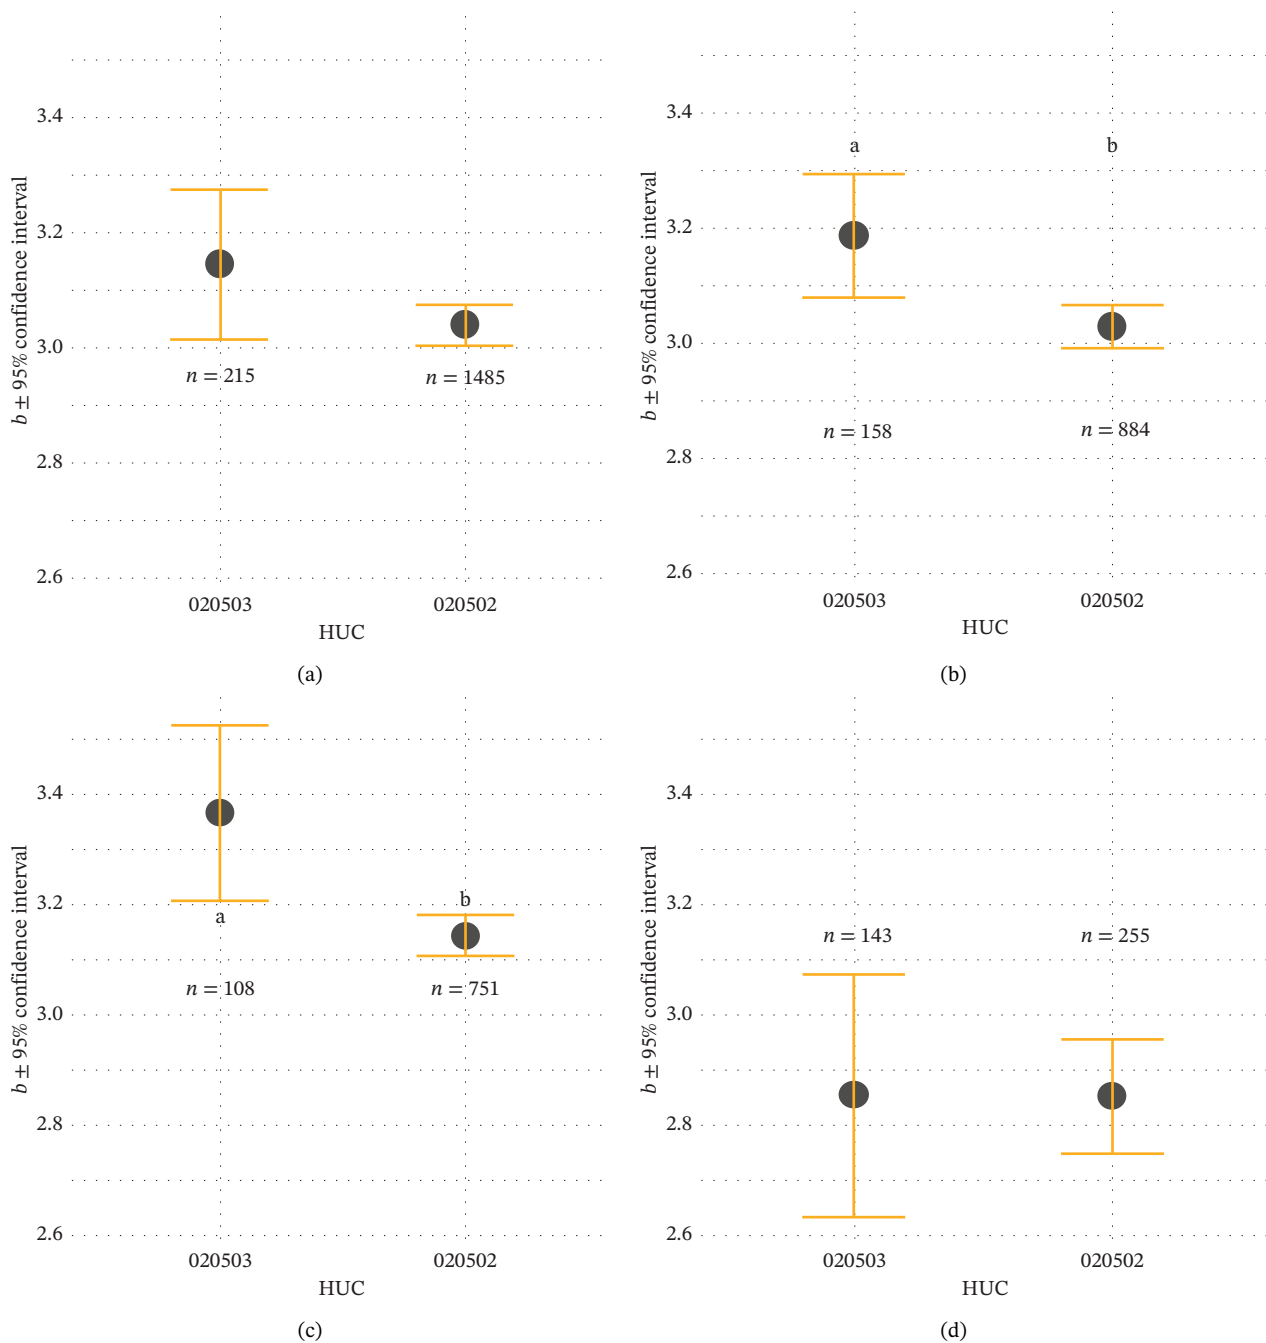 b ± 95% confidence interval
3.4
3.2
3.0
2.8
2.6
n = 215
n = 1485
020503
020502
HUC
(a)
b ± 95% confidence interval
3.4
3.2
3.0
2.8
2.6
a
b
n = 158
n = 884
020503
020502
HUC
(b)
b ± 95% confidence interval
3.4
3.2
3.0
2.8
2.6
a
b
n = 108
n = 751
020503
020502
HUC
(c)
b ± 95% confidence interval
3.4
3.2
3.0
2.8
2.6
n = 143
n = 255
020503
020502
HUC
(d)